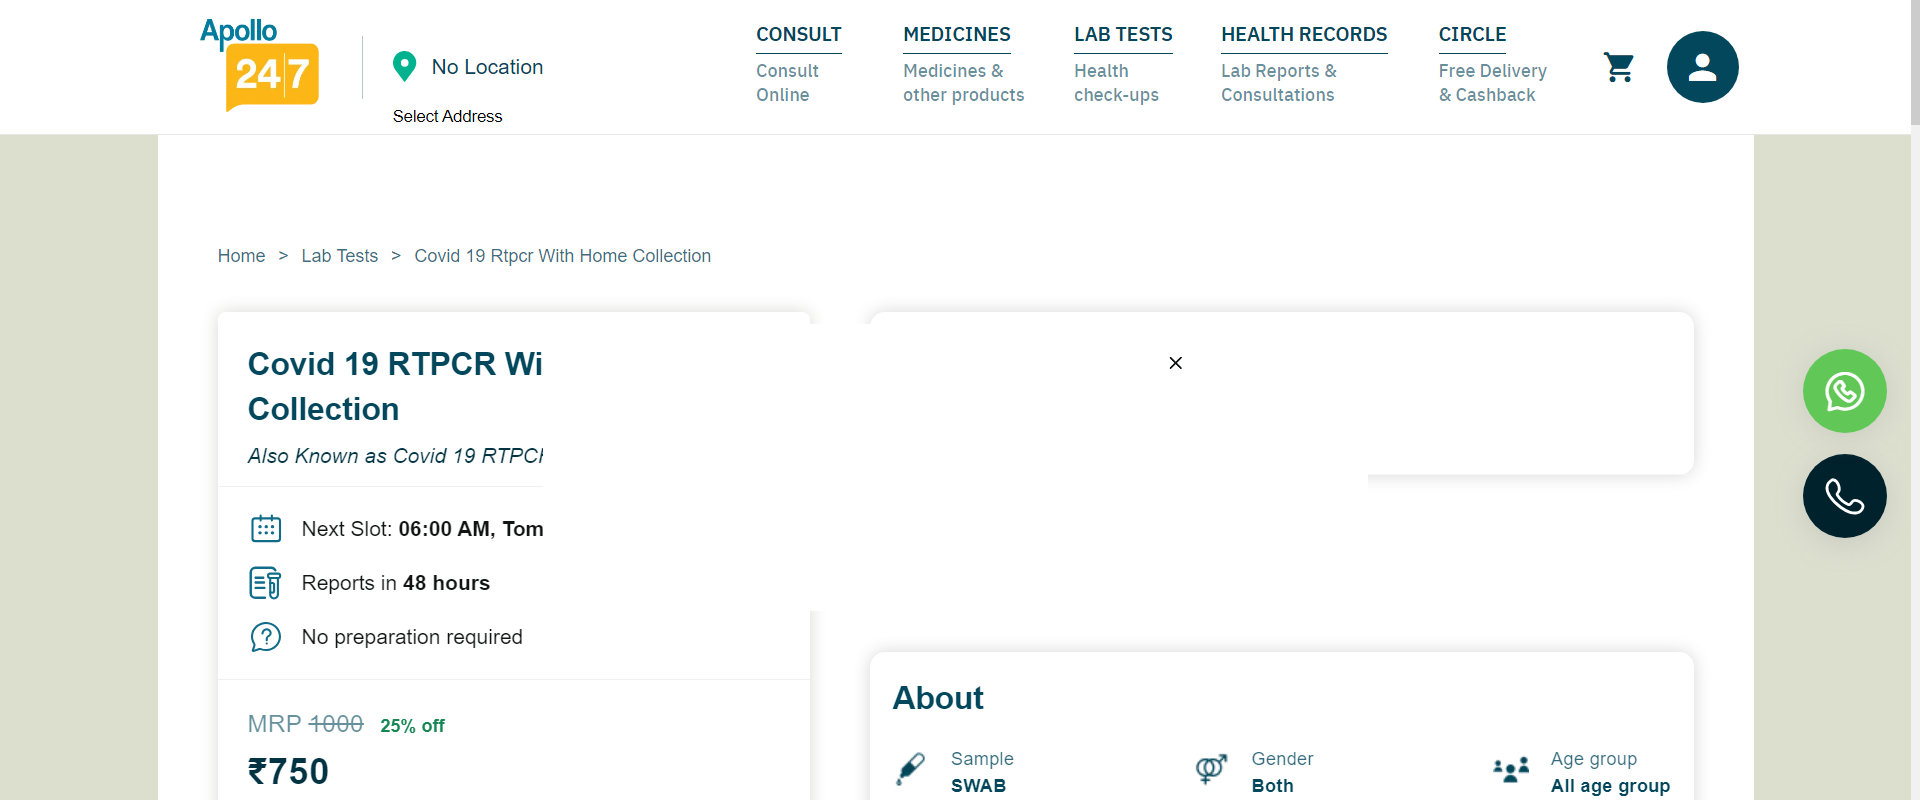 Apollo
24|7
No Location
Select Address
CONSULT
Consult
Online
MEDICINES
Medicines &
other products
LAB TESTS
Health
check-ups
HEALTH RECORDS
Lab Reports &
Consultations
CIRCLE
Free Delivery
& Cashback
Home > Lab Tests > Covid 19 Rtpcr With Home Collection
Covid 19 RTPCR Wi
Collection
Also Known as Covid 19 RTPC
Next Slot: 06:00 AM, Tom
Reports in 48 hours
No preparation required
MRP 1000 25% off
₹750
About
Sample
SWAB
Gender
Both
Age group
All age group